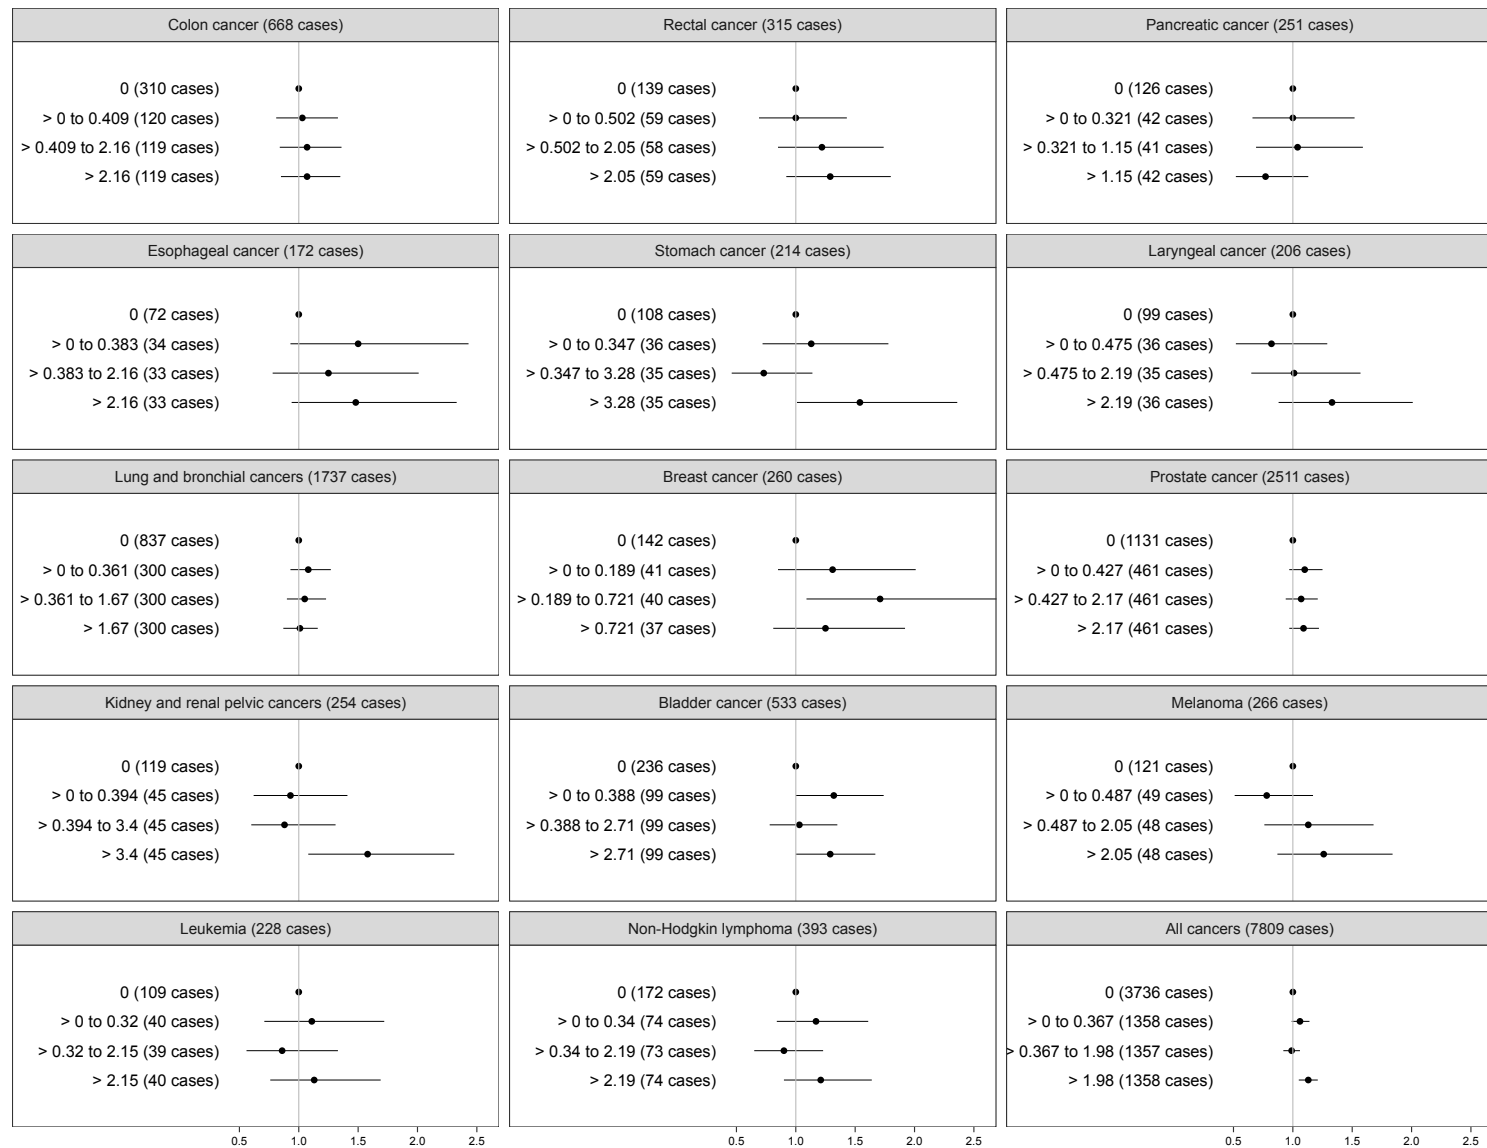 Colon cancer (668 cases)
0 (310 cases)
> 0 to 0.409 (120 cases)
> 0.409 to 2.16 (119 cases)
> 2.16 (119 cases)
Rectal cancer (315 cases)
0 (139 cases)
> 0 to 0.502 (59 cases)
> 0.502 to 2.05 (58 cases)
> 2.05 (59 cases)
Pancreatic cancer (251 cases)
0 (126 cases)
> 0 to 0.321 (42 cases)
> 0.321 to 1.15 (41 cases)
> 1.15 (42 cases)
Esophageal cancer (172 cases)
0 (72 cases)
> 0 to 0.383 (34 cases)
> 0.383 to 2.16 (33 cases)
> 2.16 (33 cases)
Stomach cancer (214 cases)
0 (108 cases)
> 0 to 0.347 (36 cases)
> 0.347 to 3.28 (35 cases)
> 3.28 (35 cases)
Laryngeal cancer (206 cases)
0 (99 cases)
> 0 to 0.475 (36 cases)
> 0.475 to 2.19 (35 cases)
> 2.19 (36 cases)
Lung and bronchial cancers (1737 cases)
0 (837 cases)
> 0 to 0.361 (300 cases)
> 0.361 to 1.67 (300 cases)
> 1.67 (300 cases)
Breast cancer (260 cases)
0 (142 cases)
> 0 to 0.189 (41 cases)
> 0.189 to 0.721 (40 cases)
> 0.721 (37 cases)
Prostate cancer (2511 cases)
0 (1131 cases)
> 0 to 0.427 (461 cases)
> 0.427 to 2.17 (461 cases)
> 2.17 (461 cases)
Kidney and renal pelvic cancers (254 cases)
0 (119 cases)
> 0 to 0.394 (45 cases)
> 0.394 to 3.4 (45 cases)
> 3.4 (45 cases)
Bladder cancer (533 cases)
0 (236 cases)
> 0 to 0.388 (99 cases)
> 0.388 to 2.71 (99 cases)
> 2.71 (99 cases)
Melanoma (266 cases)
0 (121 cases)
> 0 to 0.487 (49 cases)
> 0.487 to 2.05 (48 cases)
> 2.05 (48 cases)
Leukemia (228 cases)
0 (109 cases)
> 0 to 0.32 (40 cases)
> 0.32 to 2.15 (39 cases)
> 2.15 (40 cases)
0.5 1.0 1.5 2.0 2.5
Non-Hodgkin lymphoma (393 cases)
0 (172 cases)
> 0 to 0.34 (74 cases)
> 0.34 to 2.19 (73 cases)
> 2.19 (74 cases)
0.5 1.0 1.5 2.0 2.5
All cancers (7809 cases)
0 (3736 cases)
> 0 to 0.367 (1358 cases)
> 0.367 to 1.98 (1357 cases)
> 1.98 (1358 cases)
0.5 1.0 1.5 2.0 2.5